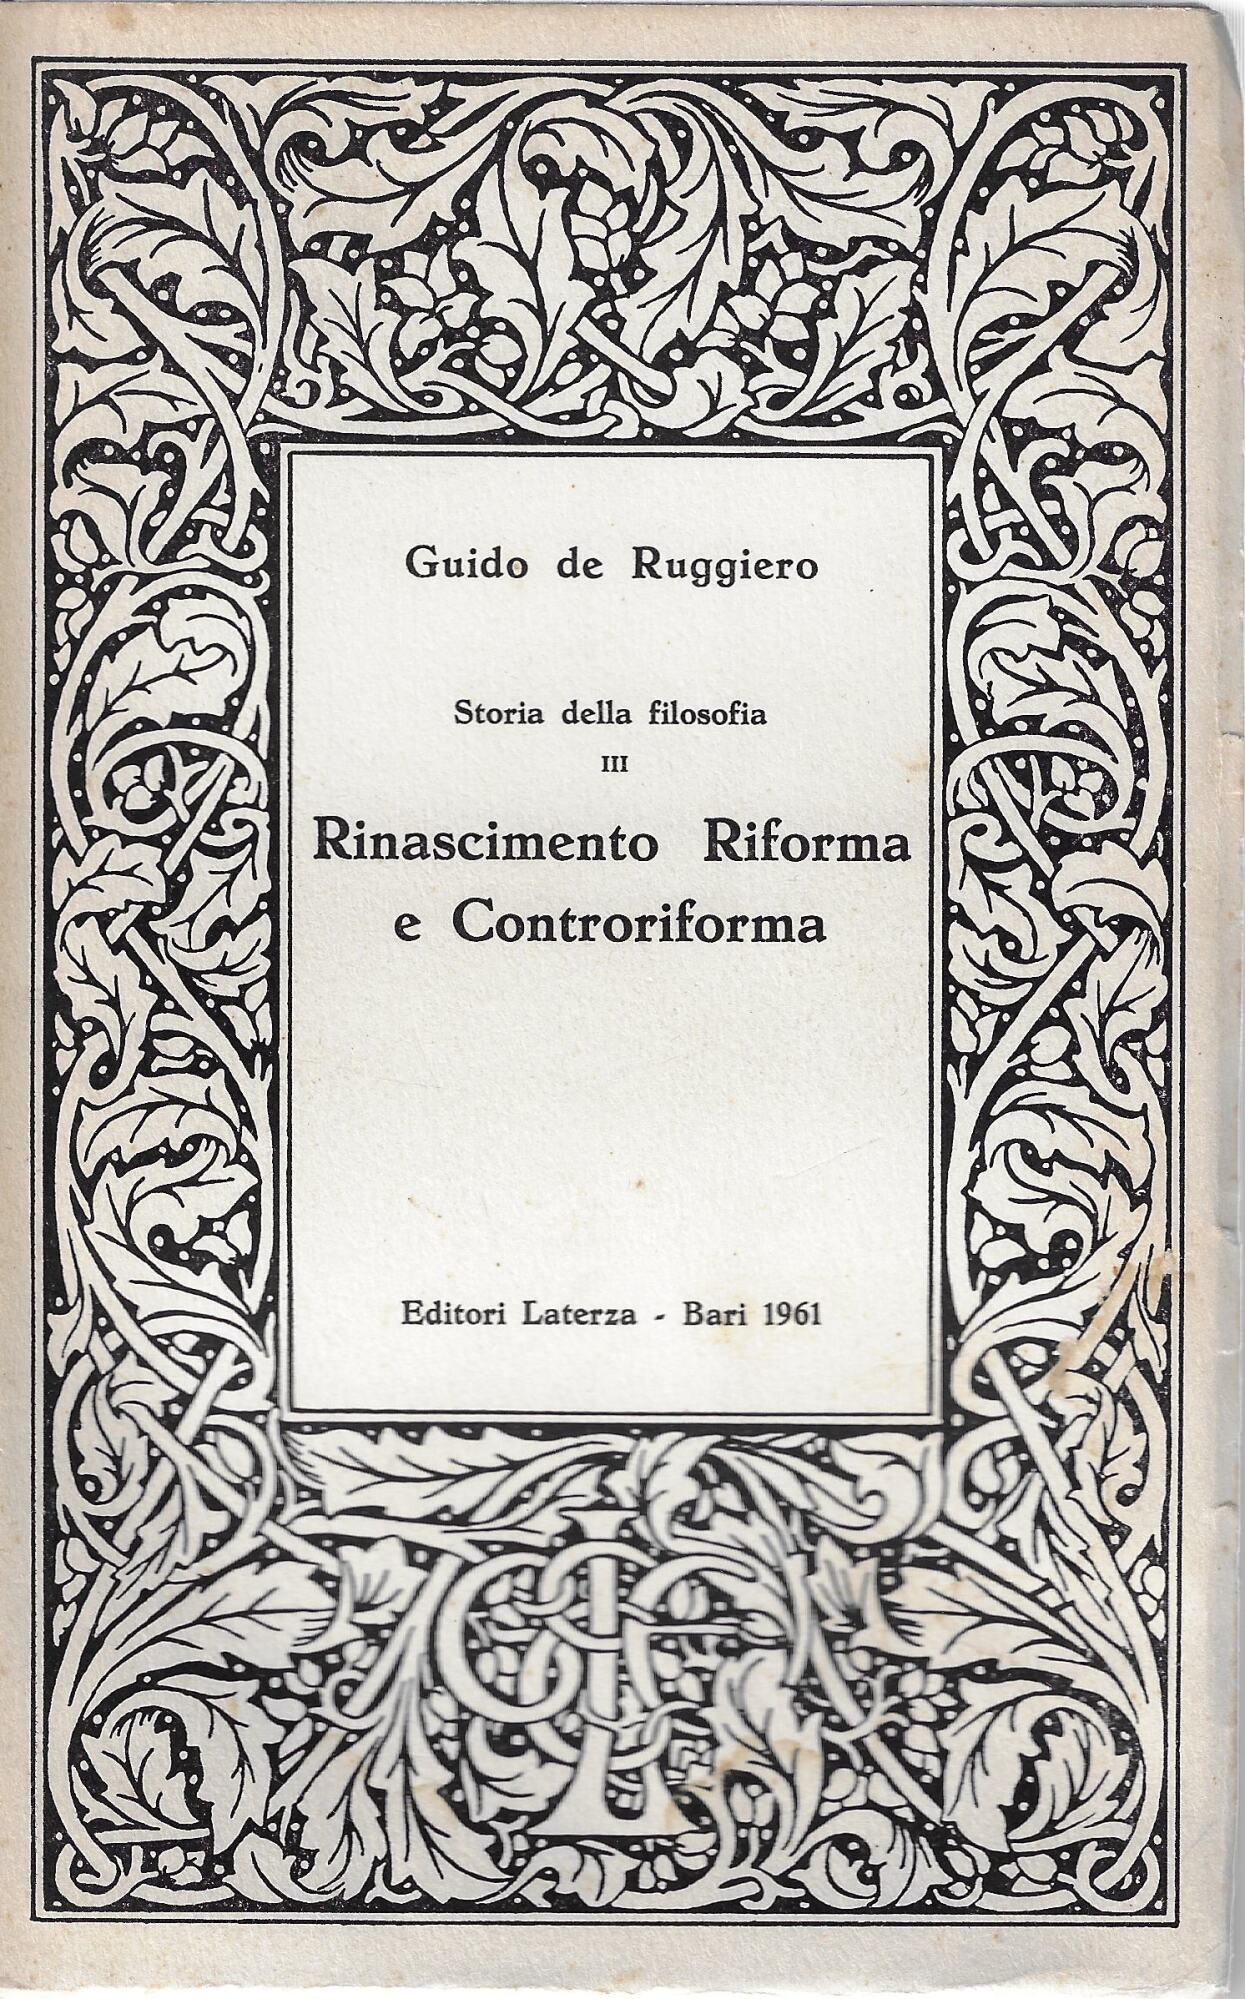 Guido de Ruggiero
Storia della filosofia
III
Rinascimento Riforma
e Controriforma
Editori Laterza - Bari 1961